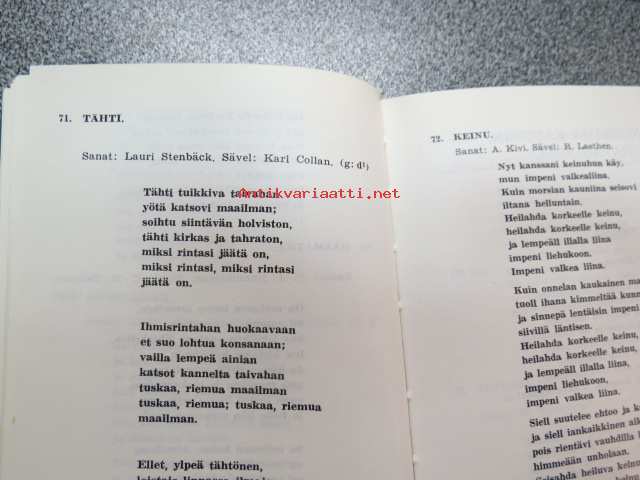 71. TÄHTI.
Sanat: Lauri Stenbäck, Sävel: Karl Collan. (g: d¹)
Tähti tuikkiva taivahan
yötä katsovi maailman;
soihtu siintävän holviston,
tähti kirkas ja tahraton,
miksi rintasi jäätä on,
miksi rintasi, miksi rintasi
jäätä on.
Ihmisrintahan huokaavaan
et suo lohtua konsanaan;
vailla lempeä ainian
katsot kannelta taivahan
tuskaa, riemua maailman
tuskaa, riemua; tuskaa, riemua
maailman.
Ellet, ylpeä tähtönen,
Antikvariaatti.net
72. KEINU.
Sanat: A. Kivi. Sävel: R. Laethen.
Nyt kanssani keinuhun käy,
mun impeni valkealiina.
Kuin morsian kauniina seisovi
iltana helluntain.
Heilahda korkeelle keinu,
heilahda korkeelle keinu,
ja lempeäll illalla liina
impeni liehukoon.
Impeni valkea liina.
Kuin onnelan kaukainen
tuoll ihana kimmeltää
ja sinnepä lentäisin impeni
siivillä läntisen.
Heilahda korkeelle keinu,
heilahda korkeelle keinu,
ja lempeäll illalla
impeni liehukoon,
impeni valkea liina.
Siell suutelee ehtoo ja
ja siell iankaikkinen
pois rientävi vauhdilla
himmeään unholaan.
heiluva